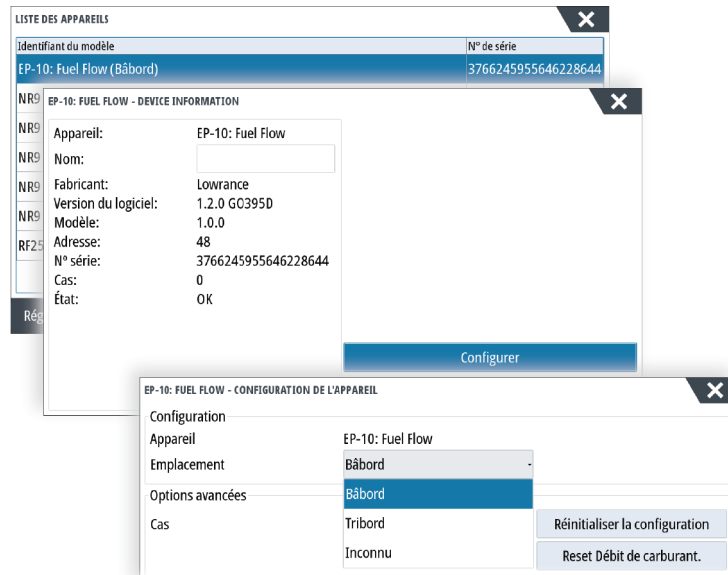 LISTE DES APPAREILS
Identifiant du modèle N° de série
EP-10: Fuel Flow (Bâbord) 3766245955646228644
NR9
NR9
NR9
NR9
NR9
RF25
Rég
EP-10: FUEL FLOW - DEVICE INFORMATION
Appareil: EP-10: Fuel Flow
Nom:
Fabricant: Lowrance
Version du logiciel: 1.2.0 GO395D
Modèle: 1.0.0
Adresse: 48
N° série: 3766245955646228644
Cas: 0
État: OK
Configurer
EP-10: FUEL FLOW - CONFIGURATION DE L'APPAREIL
Configuration
Appareil EP-10: Fuel Flow
Emplacement Bâbord
Options avancées Bâbord
Cas Tribord Réinitialiser la configuration
Inconnu Reset Débit de carburant.